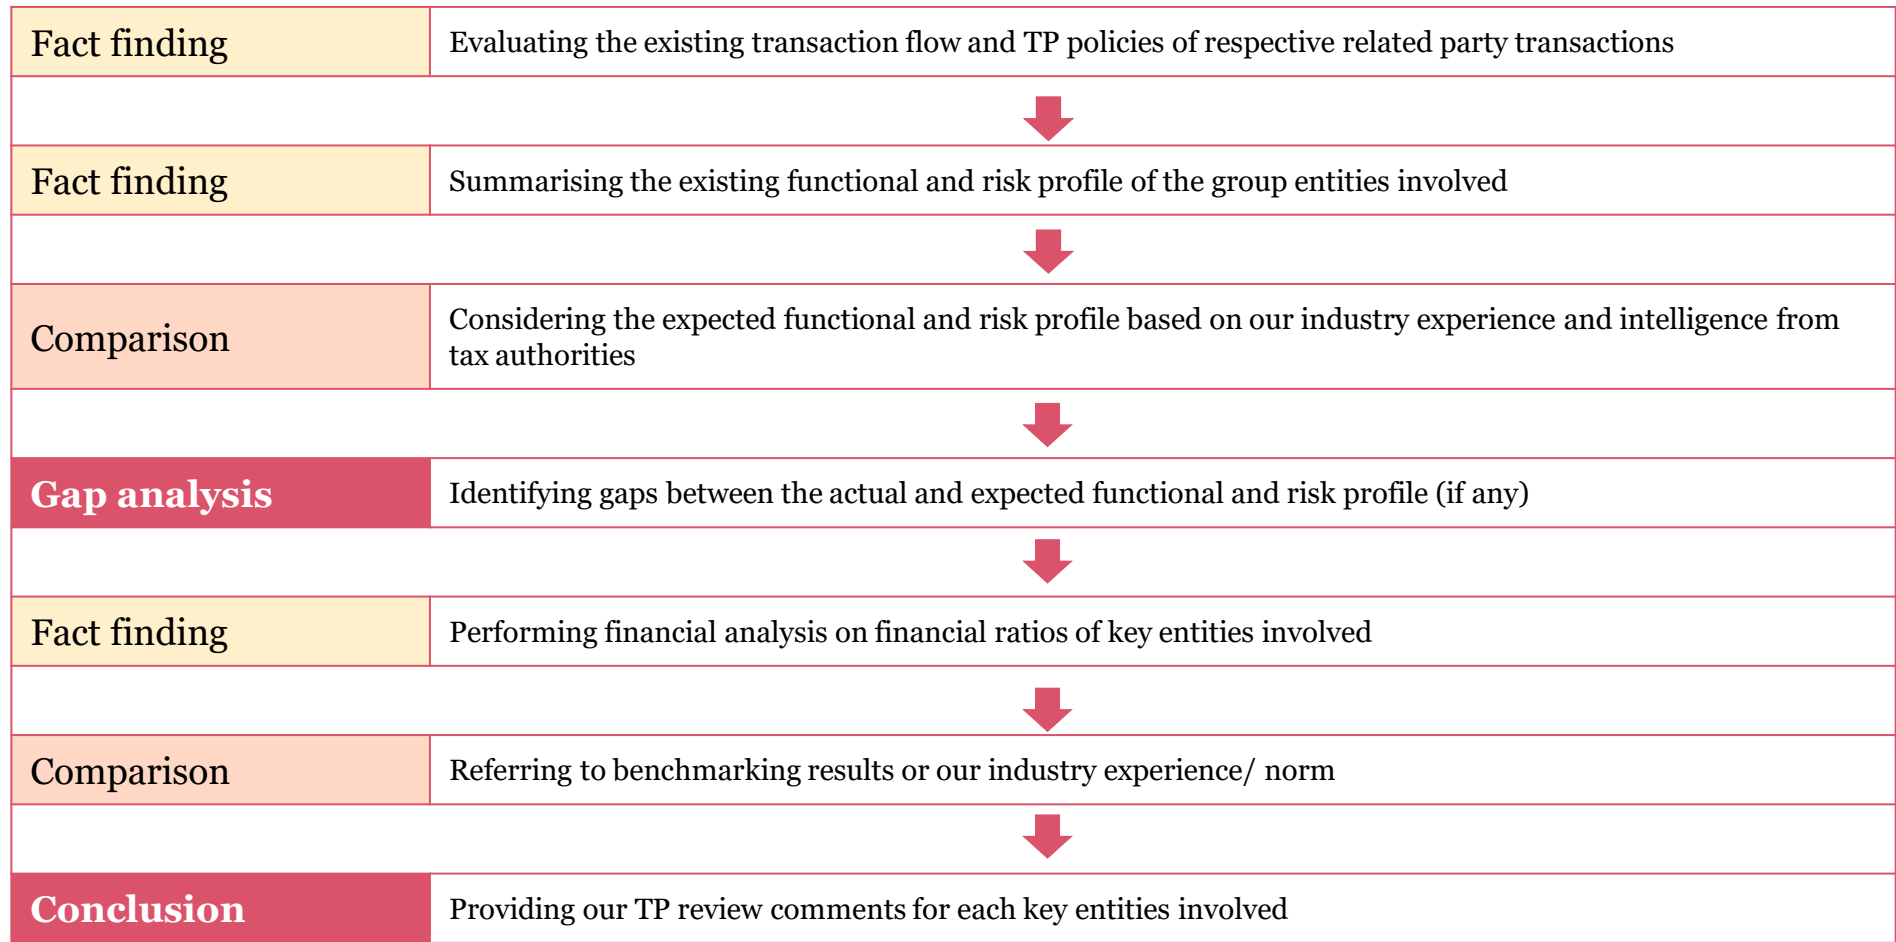 Fact finding
Evaluating the existing transaction flow and TP policies of respective related party transactions
Fact finding
Summarising the existing functional and risk profile of the group entities involved
Comparison
Considering the expected functional and risk profile based on our industry experience and intelligence from
tax authorities
Gap analysis
Identifying gaps between the actual and expected functional and risk profile (if any)
Fact finding
Performing financial analysis on financial ratios of key entities involved
Comparison
Referring to benchmarking results or our industry experience/ norm
Conclusion
Providing our TP review comments for each key entities involved